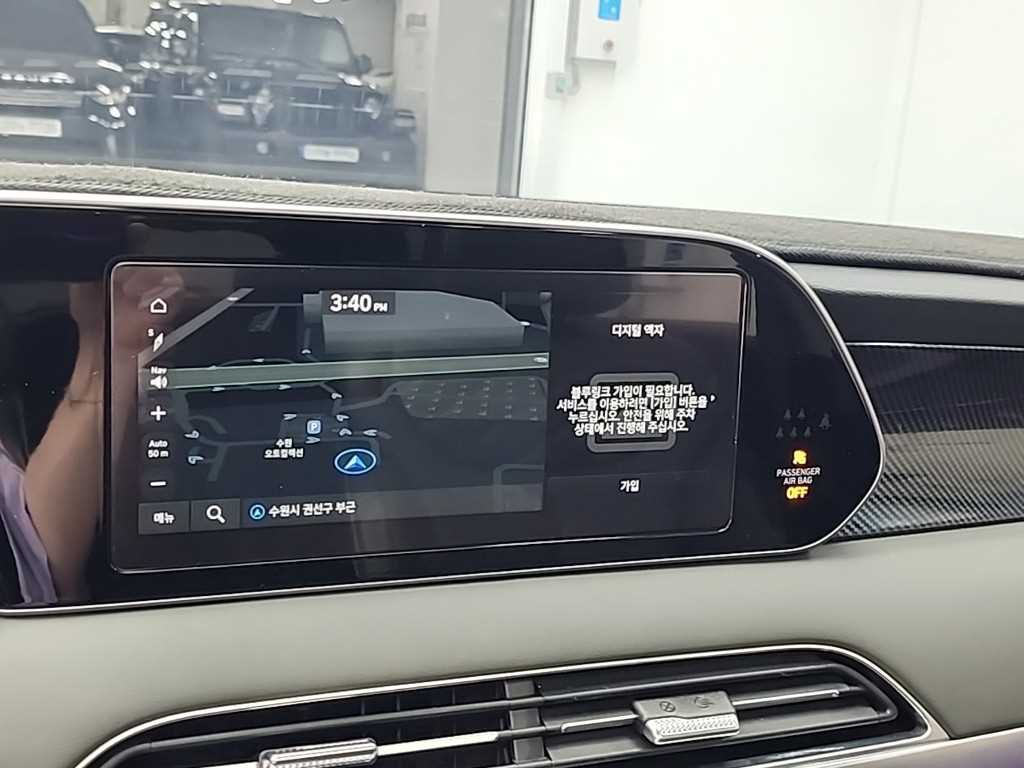 3:40 PM
S
Nav
Auto
50 m
메뉴
P
수원
오토컬렉션
수원시 권선구 부근
디지털 액자
블루링크 가입이 필요합니다.
서비스를 이용하려면 [가입] 버튼을
누르십시오. 안전을 위해 주차
상태에서 진행해 주십시오.
가입
PASSENGER
AIR BAG
OFF